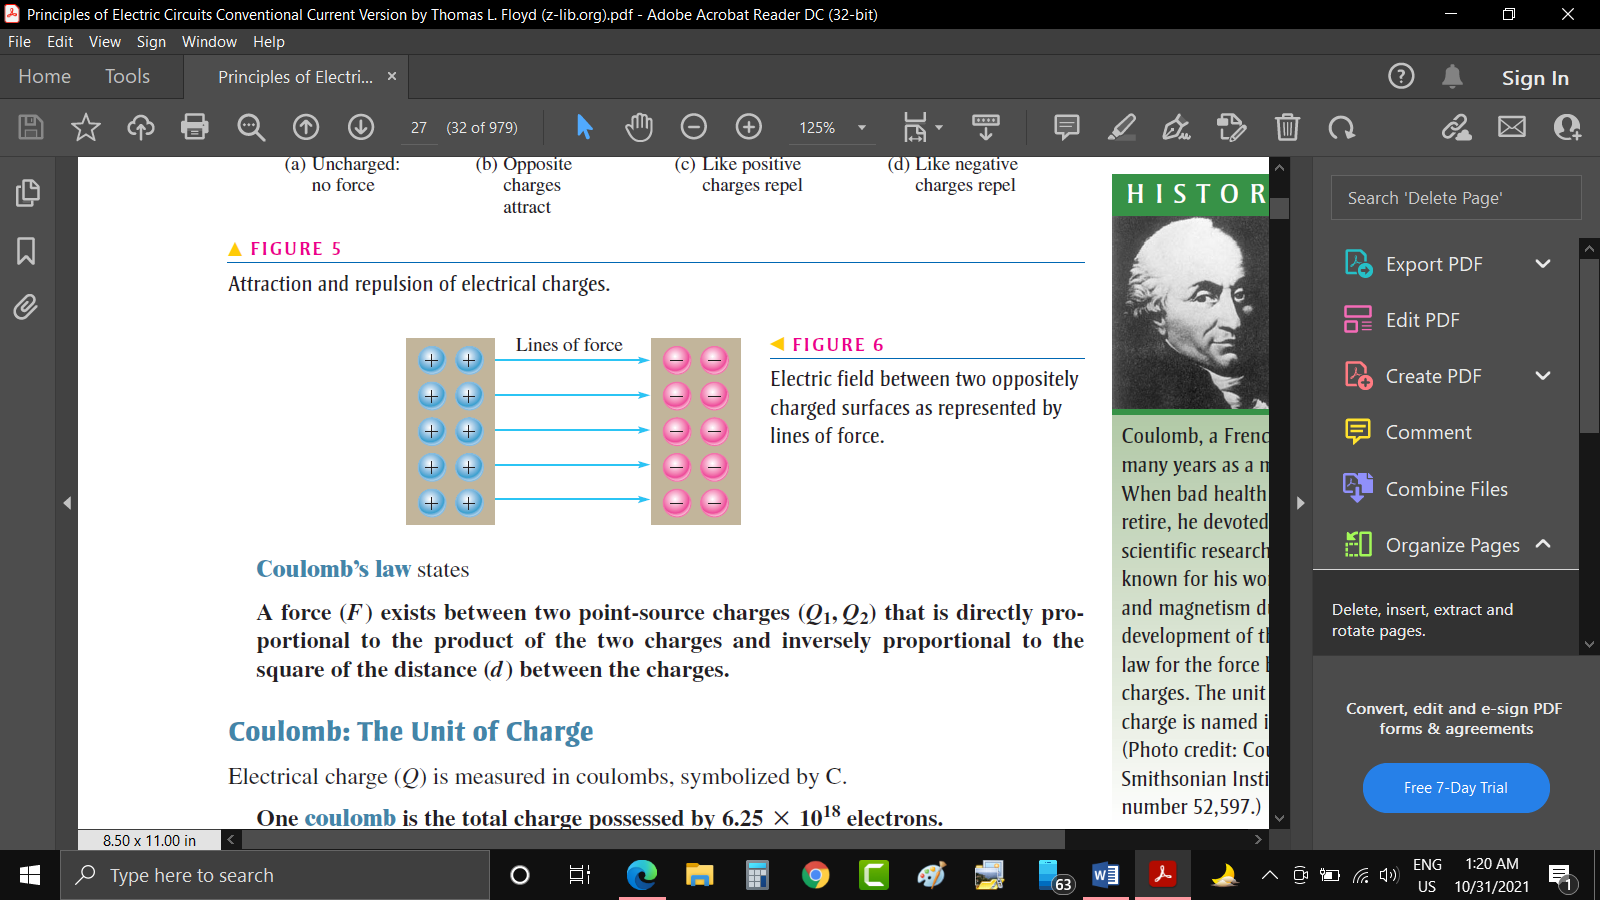 Principles of Electric Circuits Conventional Current Version by Thomas L. Floyd (z-lib.org).pdf - Adobe Acrobat Reader DC (32-bit)
File Edit View Sign Window Help
Home Tools Principles of Electri... × Sign In
27 (32 of 979) 125%
(a) Uncharged: no force
(b) Opposite charges attract
(c) Like positive charges repel
(d) Like negative charges repel
▲ FIGURE 5
Attraction and repulsion of electrical charges.
Lines of force
◄ FIGURE 6
Electric field between two oppositely
charged surfaces as represented by
lines of force.
Coulomb's law states
A force (F) exists between two point-source charges (Q1, Q2) that is directly pro-
portional to the product of the two charges and inversely proportional to the
square of the distance (d) between the charges.
Coulomb: The Unit of Charge
Electrical charge (Q) is measured in coulombs, symbolized by C.
One coulomb is the total charge possessed by 6.25 × 10¹⁸ electrons.
HISTOR
Coulomb, a Frenc
many years as a m
When bad health
retire, he devoted
scientific research
known for his wo
and magnetism d
development of t
law for the force
charges. The unit
charge is named i
(Photo credit: Co
Smithsonian Insti
number 52,597.)
8.50 x 11.00 in
Search 'Delete Page'
Export PDF
Edit PDF
Create PDF
Comment
Combine Files
Organize Pages
Delete, insert, extract and
rotate pages.
Convert, edit and e-sign PDF
forms & agreements
Free 7-Day Trial
Type here to search
63
ENG
US
1:20 AM
10/31/2021
1